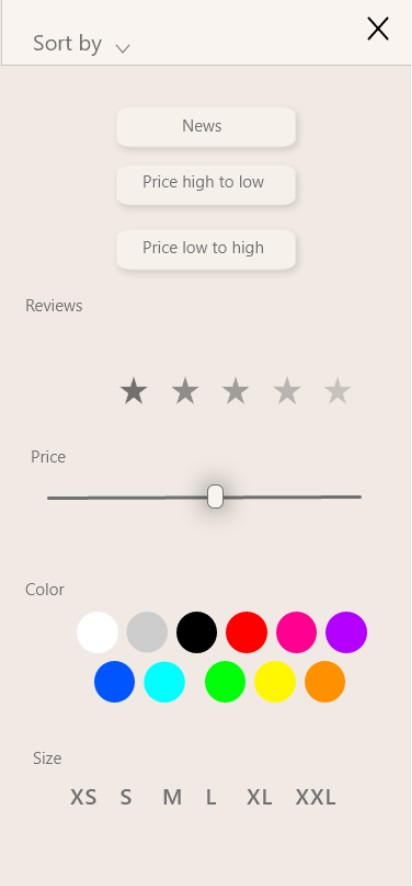 Sort by
News
Price high to low
Price low to high
Reviews
Price
Color
Size
XS S M L XL XXL